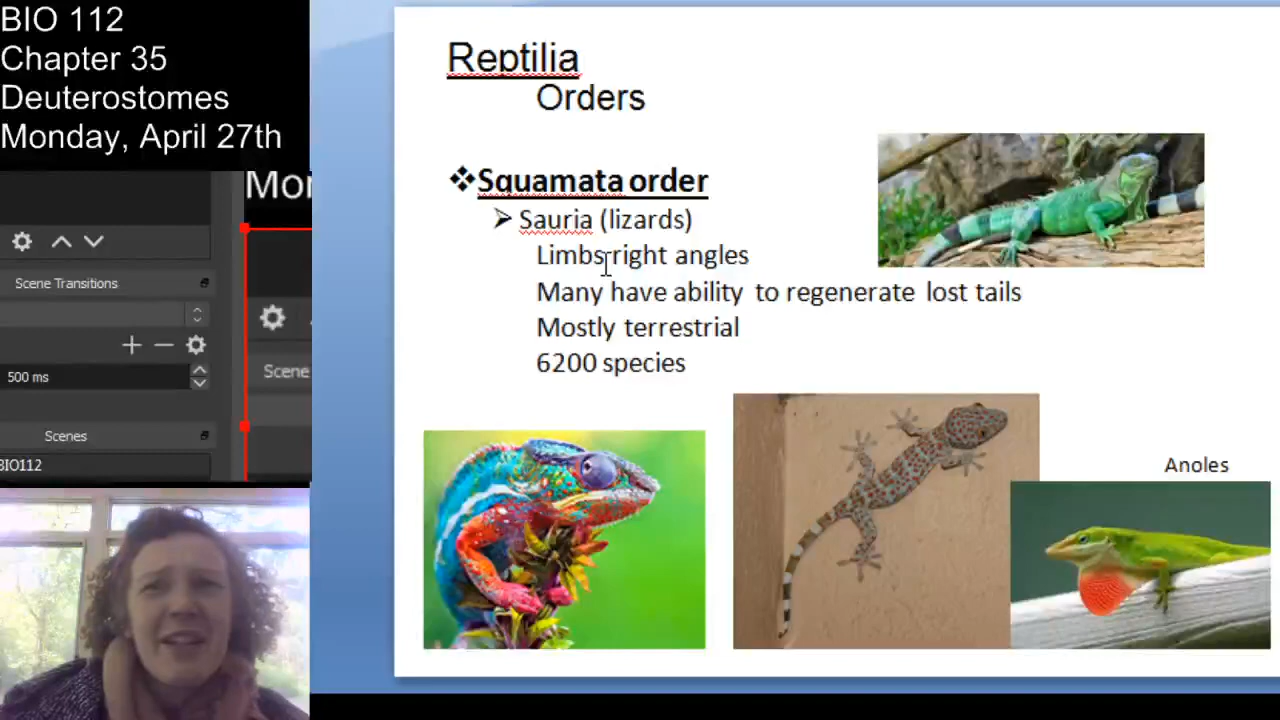 BIO 112
Chapter 35
Deuterostomes
Monday, April 27th
Mor
Scene Transitions
Scene
500 ms
Scenes
BIO112
Reptilia
Orders
❖Squamata order
➢ Sauria (lizards)
Limbs right angles
Many have ability to regenerate lost tails
Mostly terrestrial
6200 species
Anoles